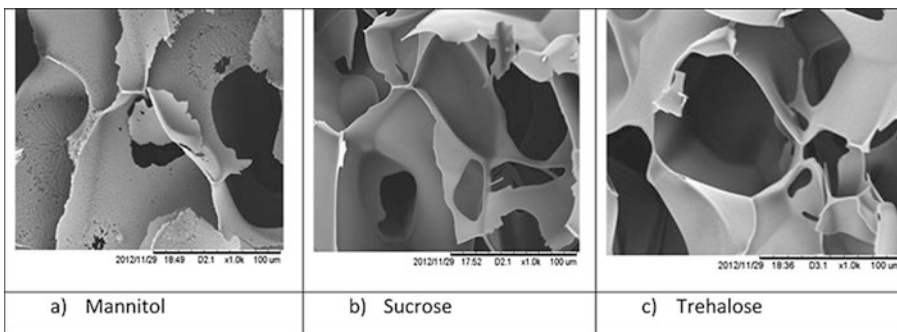 2012/11/29 18:49 D2.1 x1.0k 100 um
2012/11/29 17:52 D2.1 x1.0k 100 um
2012/11/29 18:36 D3.1 x1.0k 100 um
a) Mannitol
b) Sucrose
c) Trehalose